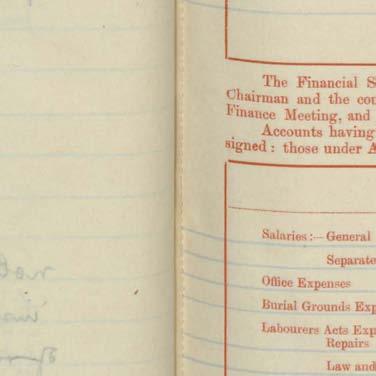 The Financial S
Chairman and the cou
Finance Meeting, and
Accounts having
signed : those under A
Salaries :— General
Separate
Office Expenses
Burial Grounds Exp
Labourers Acts Exp
Repairs
Law and